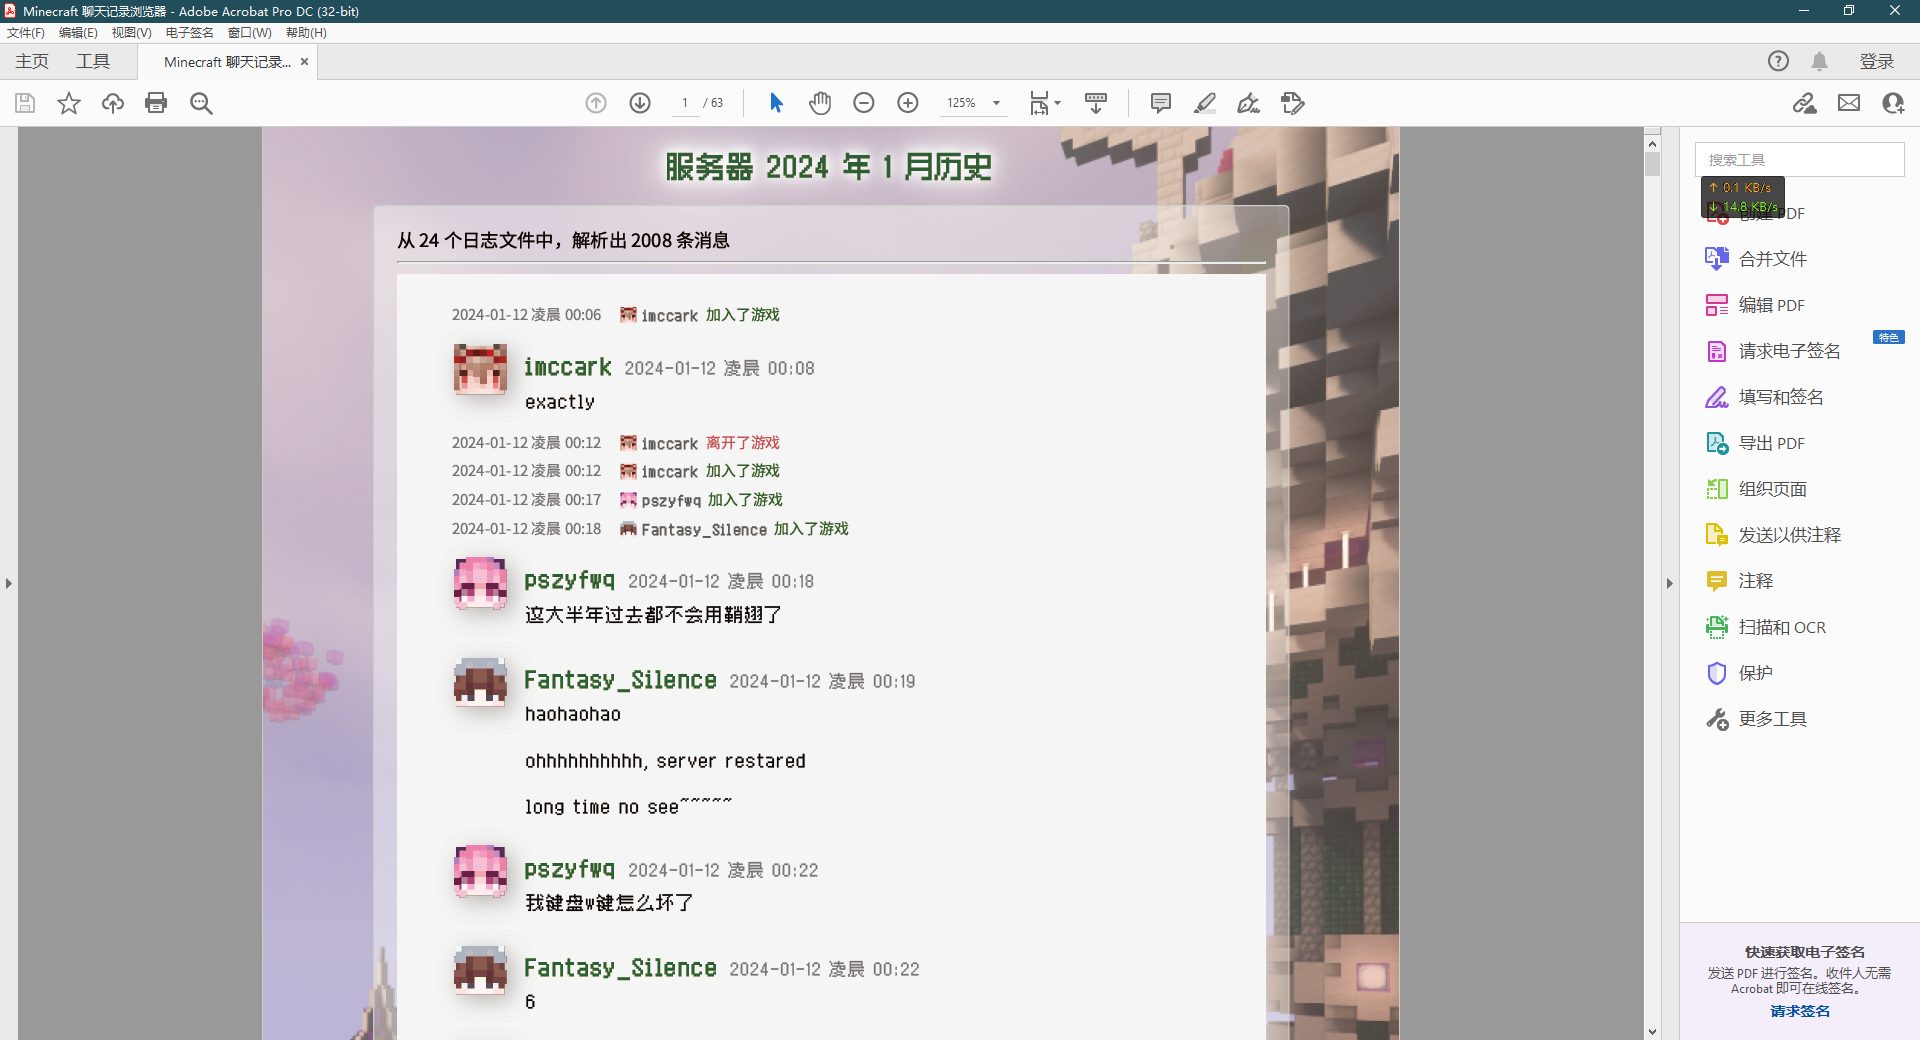 Minecraft 聊天记录浏览器 - Adobe Acrobat Pro DC (32-bit)
文件(F) 编辑(E) 视图(V) 电子签名 窗口(W) 帮助(H)
主页 工具 Minecraft 聊天记录... × 登录
1 / 63 125%
服务器 2024 年 1 月历史
从 24 个日志文件中，解析出 2008 条消息
2024-01-12 凌晨 00:06 imccark 加入了游戏
imccark 2024-01-12 凌晨 00:08
exactly
2024-01-12 凌晨 00:12 imccark 离开了游戏
2024-01-12 凌晨 00:12 imccark 加入了游戏
2024-01-12 凌晨 00:17 pszyfwq 加入了游戏
2024-01-12 凌晨 00:18 Fantasy_Silence 加入了游戏
pszyfwq 2024-01-12 凌晨 00:18
这大半年过去都不会用鞘翅了
Fantasy_Silence 2024-01-12 凌晨 00:19
haohaohao
ohhhhhhhhhhh, server restared
long time no see~~~~~
pszyfwq 2024-01-12 凌晨 00:22
我键盘w键怎么坏了
Fantasy_Silence 2024-01-12 凌晨 00:22
6
搜索工具
↑ 0.1 KB/s
↓ 14.8 KB/s
创建 PDF
合并文件
编辑 PDF
请求电子签名 特色
填写和签名
导出 PDF
组织页面
发送以供注释
注释
扫描和 OCR
保护
更多工具
快速获取电子签名
发送 PDF 进行签名。收件人无需
Acrobat 即可在线签名。
请求签名